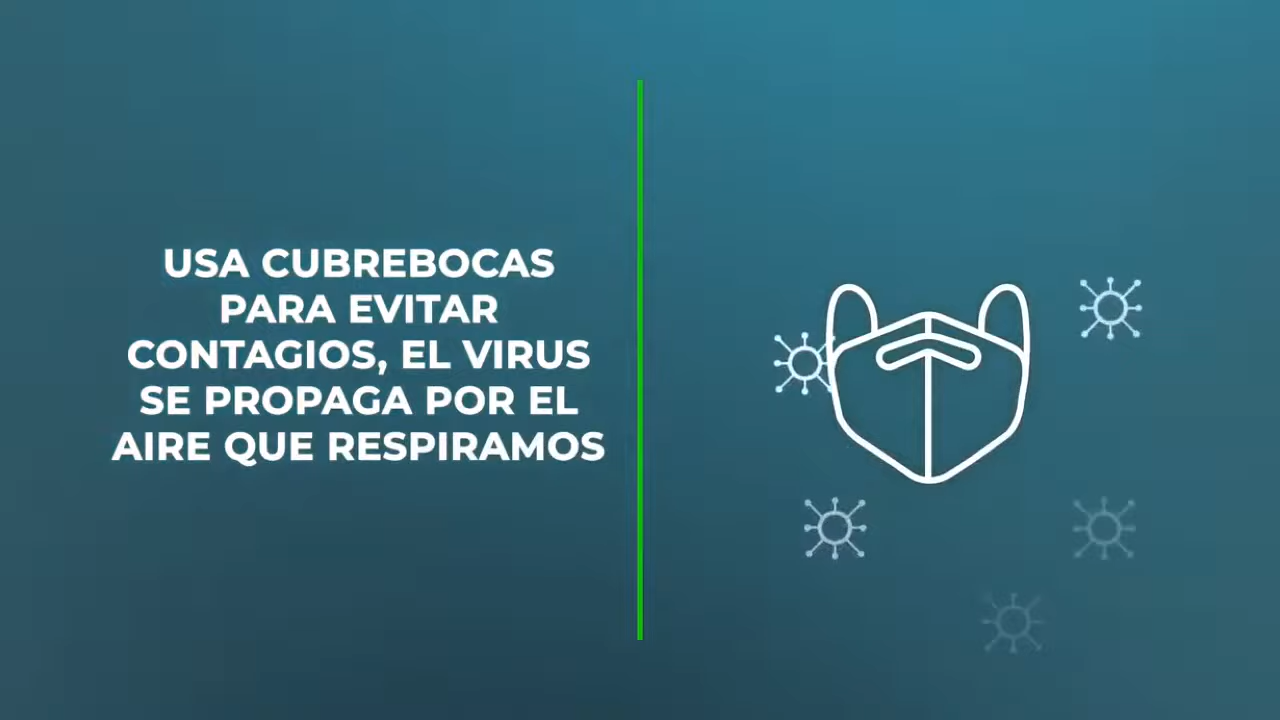 USA CUBREBOCAS
PARA EVITAR
CONTAGIOS, EL VIRUS
SE PROPAGA POR EL
AIRE QUE RESPIRAMOS